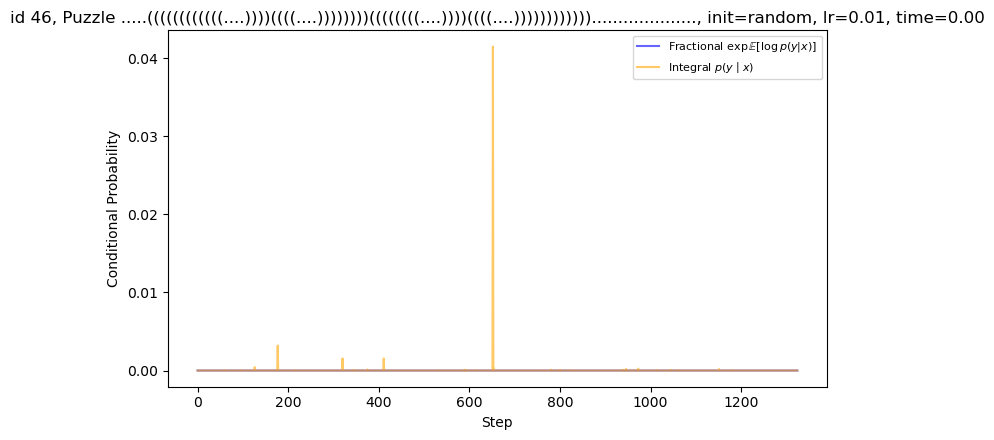 id 46, Puzzle .....((((((((((((....))))((((....))))))))((((((((....))))((((....))))))))))))...................., init=random, lr=0.01, time=0.00
0.04
Fractional exp𝔼[log p(y|x)]
Integral p(y | x)
0.03
Conditional Probability
0.02
0.01
0.00
0 200 400 600 800 1000 1200
Step